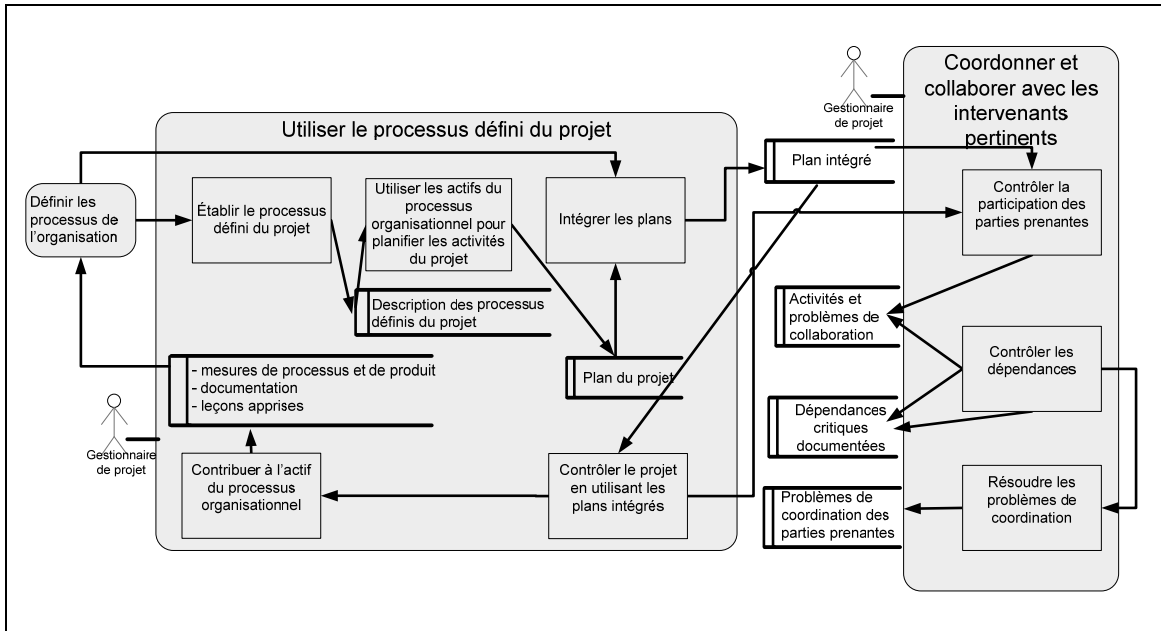 Coordonner et
collaborer avec les
intervenants
pertinents
Gestionnaire
de projet
Utiliser le processus défini du projet
Plan intégré
Définir les
processus de
l'organisation
Établir le processus
défini du projet
Utiliser les actifs du
processus
organisationnel pour
planifier les activités
du projet
Intégrer les plans
Contrôler la
participation des
parties prenantes
Description des processus
définis du projet
Activités et
problèmes de
collaboration
- mesures de processus et de produit
- documentation
- leçons apprises
Plan du projet
Contrôler les
dépendances
Dépendances
critiques
documentées
Gestionnaire
de projet
Contribuer à l'actif
du processus
organisationnel
Contrôler le projet
en utilisant les
plans intégrés
Problèmes de
coordination des
parties prenantes
Résoudre les
problèmes de
coordination